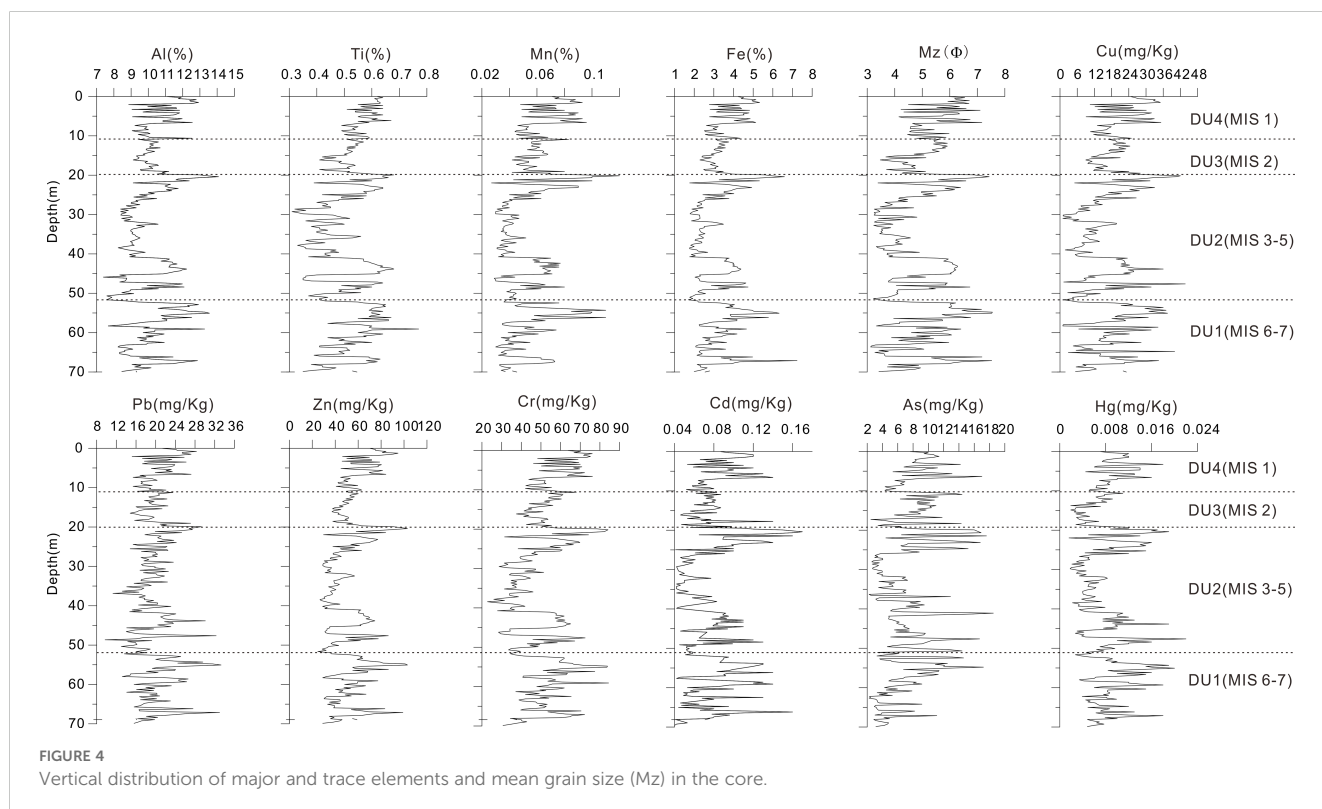 Al(%) Ti(%) Mn(%) Fe(%) Mz(Φ) Cu(mg/Kg)
7 8 9 10 11 12 13 14 15 0.3 0.4 0.5 0.6 0.7 0.8 0.02 0.06 0.1 1 2 3 4 5 6 7 8 3 4 5 6 7 8 0 6 12 18 24 30 36 42 48
0
DU4(MIS 1)
10
DU3(MIS 2)
20
Depth(m)
30
DU2(MIS 3-5)
40
50
60
DU1(MIS 6-7)
70
Pb(mg/Kg) Zn(mg/Kg) Cr(mg/Kg) Cd(mg/Kg) As(mg/Kg) Hg(mg/Kg)
8 12 16 20 24 28 32 36 0 20 40 60 80 100 120 20 30 40 50 60 70 80 90 0.04 0.08 0.12 0.16 2 4 6 8 10 12 14 16 18 20 0 0.008 0.016 0.024
0
DU4(MIS 1)
10
DU3(MIS 2)
20
Depth(m)
30
DU2(MIS 3-5)
40
50
60
DU1(MIS 6-7)
70
FIGURE 4
Vertical distribution of major and trace elements and mean grain size (Mz) in the core.